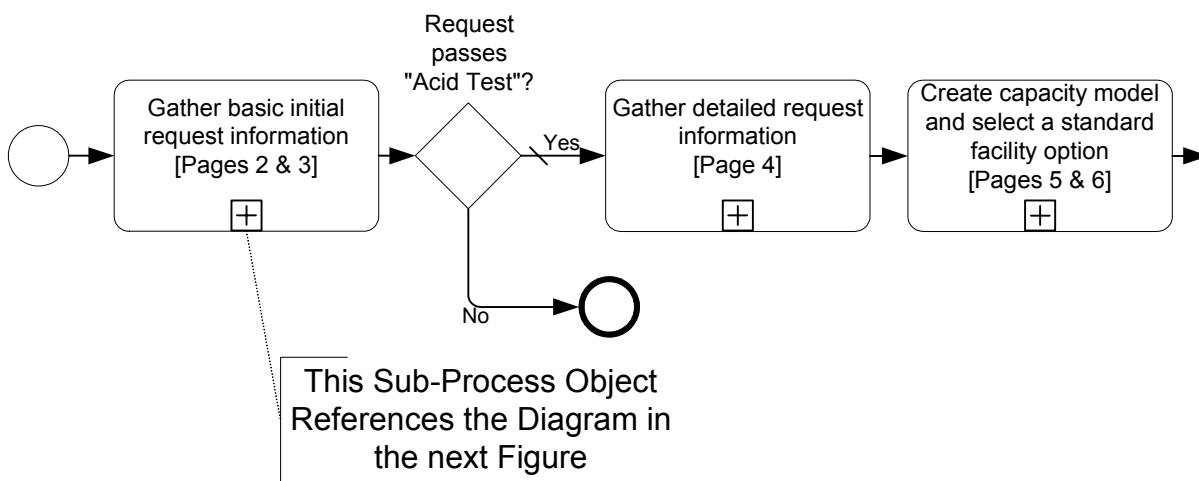 Request
passes
"Acid Test"?
Gather basic initial
request information
[Pages 2 & 3]
Yes
Gather detailed request
information
[Page 4]
Create capacity model
and select a standard
facility option
[Pages 5 & 6]
No
This Sub-Process Object
References the Diagram in
the next Figure